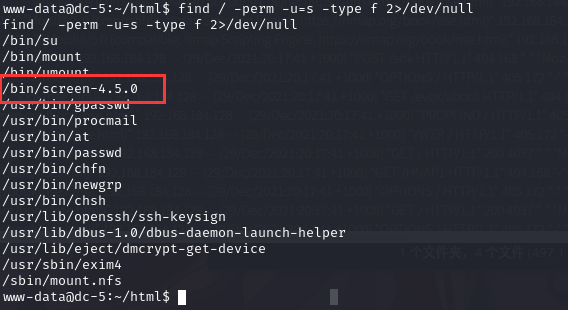 www-data@dc-5:~/html$ find / -perm -u=s -type f 2>/dev/null
find / -perm -u=s -type f 2>/dev/null
/bin/su
/bin/mount
/bin/umount
/bin/screen-4.5.0
/usr/bin/gpasswd
/usr/bin/procmail
/usr/bin/at
/usr/bin/passwd
/usr/bin/chfn
/usr/bin/newgrp
/usr/bin/chsh
/usr/lib/openssh/ssh-keysign
/usr/lib/dbus-1.0/dbus-daemon-launch-helper
/usr/lib/eject/dmcrypt-get-device
/usr/sbin/exim4
/sbin/mount.nfs
www-data@dc-5:~/html$